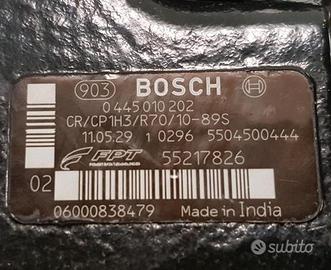 903 BOSCH
0 445 010 202
CR/CP1H3/R70/10-89S
11.05.29 1 0296 5504500444
FPT 55217826
02
06000838479 Made in India
subito